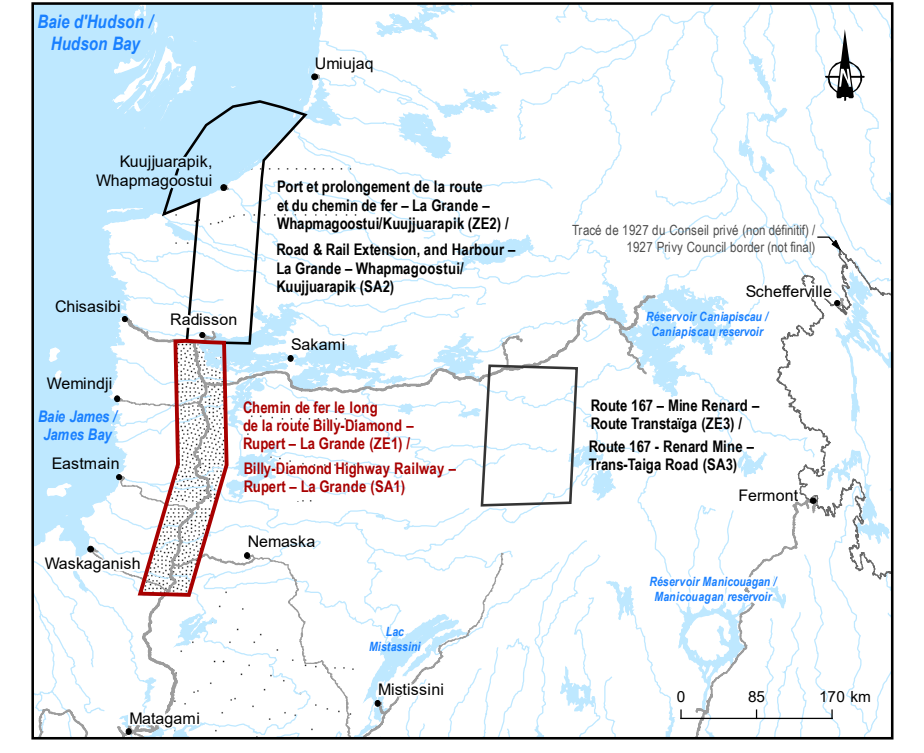 Baie d'Hudson /
Hudson Bay
Umiujaq
N
Kuujjuarapik,
Whapmagoostui
Port et prolongement de la route
et du chemin de fer – La Grande –
Whapmagoostui/Kuujjuarapik (ZE2) /
Road & Rail Extension, and Harbour –
La Grande – Whapmagoostui/
Kuujjuarapik (SA2)
Tracé de 1927 du Conseil privé (non définitif) /
1927 Privy Council border (not final)
Schefferville
Chisasibi
Radisson
Réservoir Caniapiscau /
Caniapiscau reservoir
Sakami
Wemindji
Baie James /
James Bay
Chemin de fer le long
de la route Billy-Diamond –
Rupert – La Grande (ZE1) /
Billy-Diamond Highway Railway –
Rupert – La Grande (SA1)
Route 167 – Mine Renard –
Route Transtaïga (ZE3) /
Route 167 - Renard Mine –
Trans-Taiga Road (SA3)
Eastmain
Fermont
Waskaganish
Nemaska
Réservoir Manicouagan /
Manicouagan reservoir
Lac
Mistassini
Mistissini
0 85 170 km
Matagami